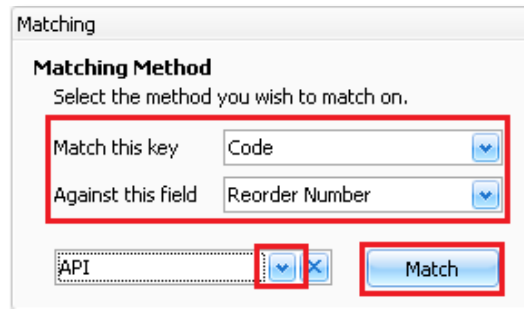 Matching
Matching Method
Select the method you wish to match on.
Match this key Code
Against this field Reorder Number
API Match